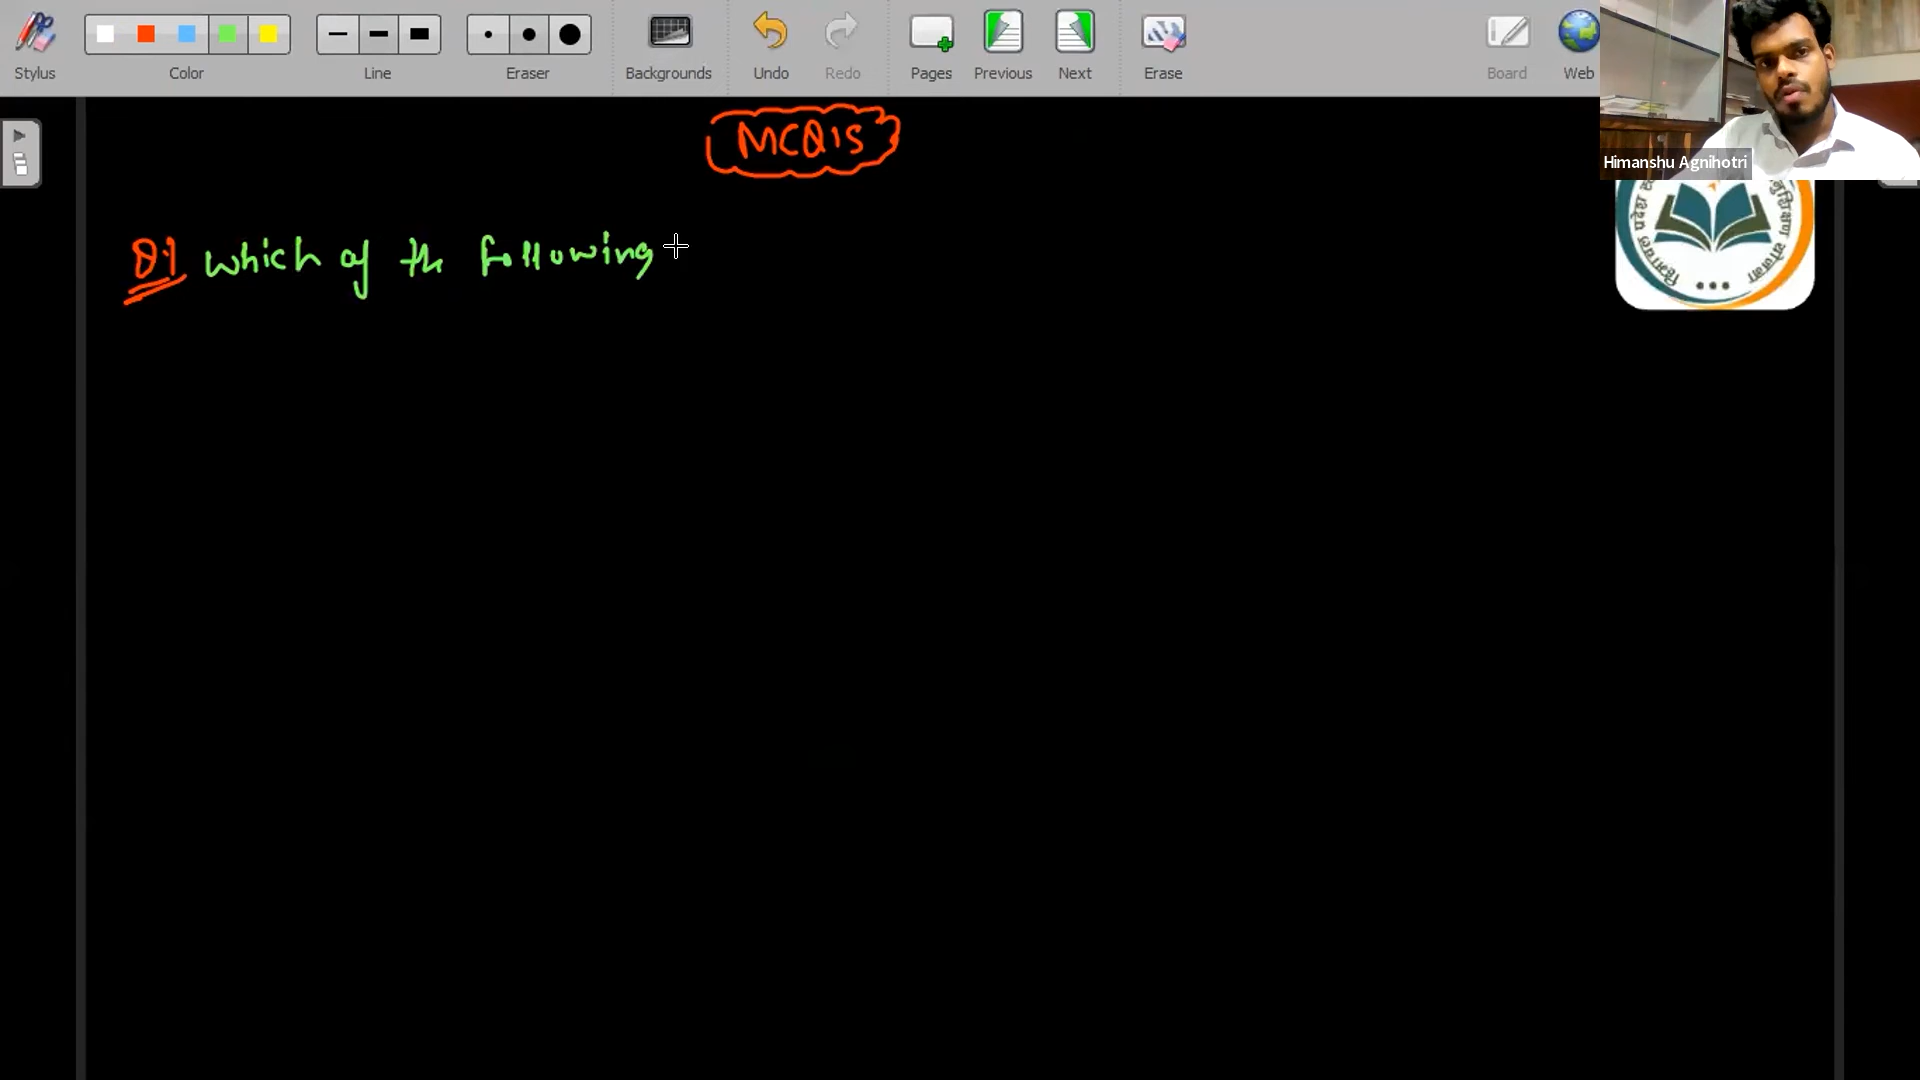 Stylus
Color
Line
Eraser
Backgrounds
Undo
Redo
Pages
Previous
Next
Erase
Board
Web
Himanshu Agnihotri
MCQ's
Q.1 which of the following